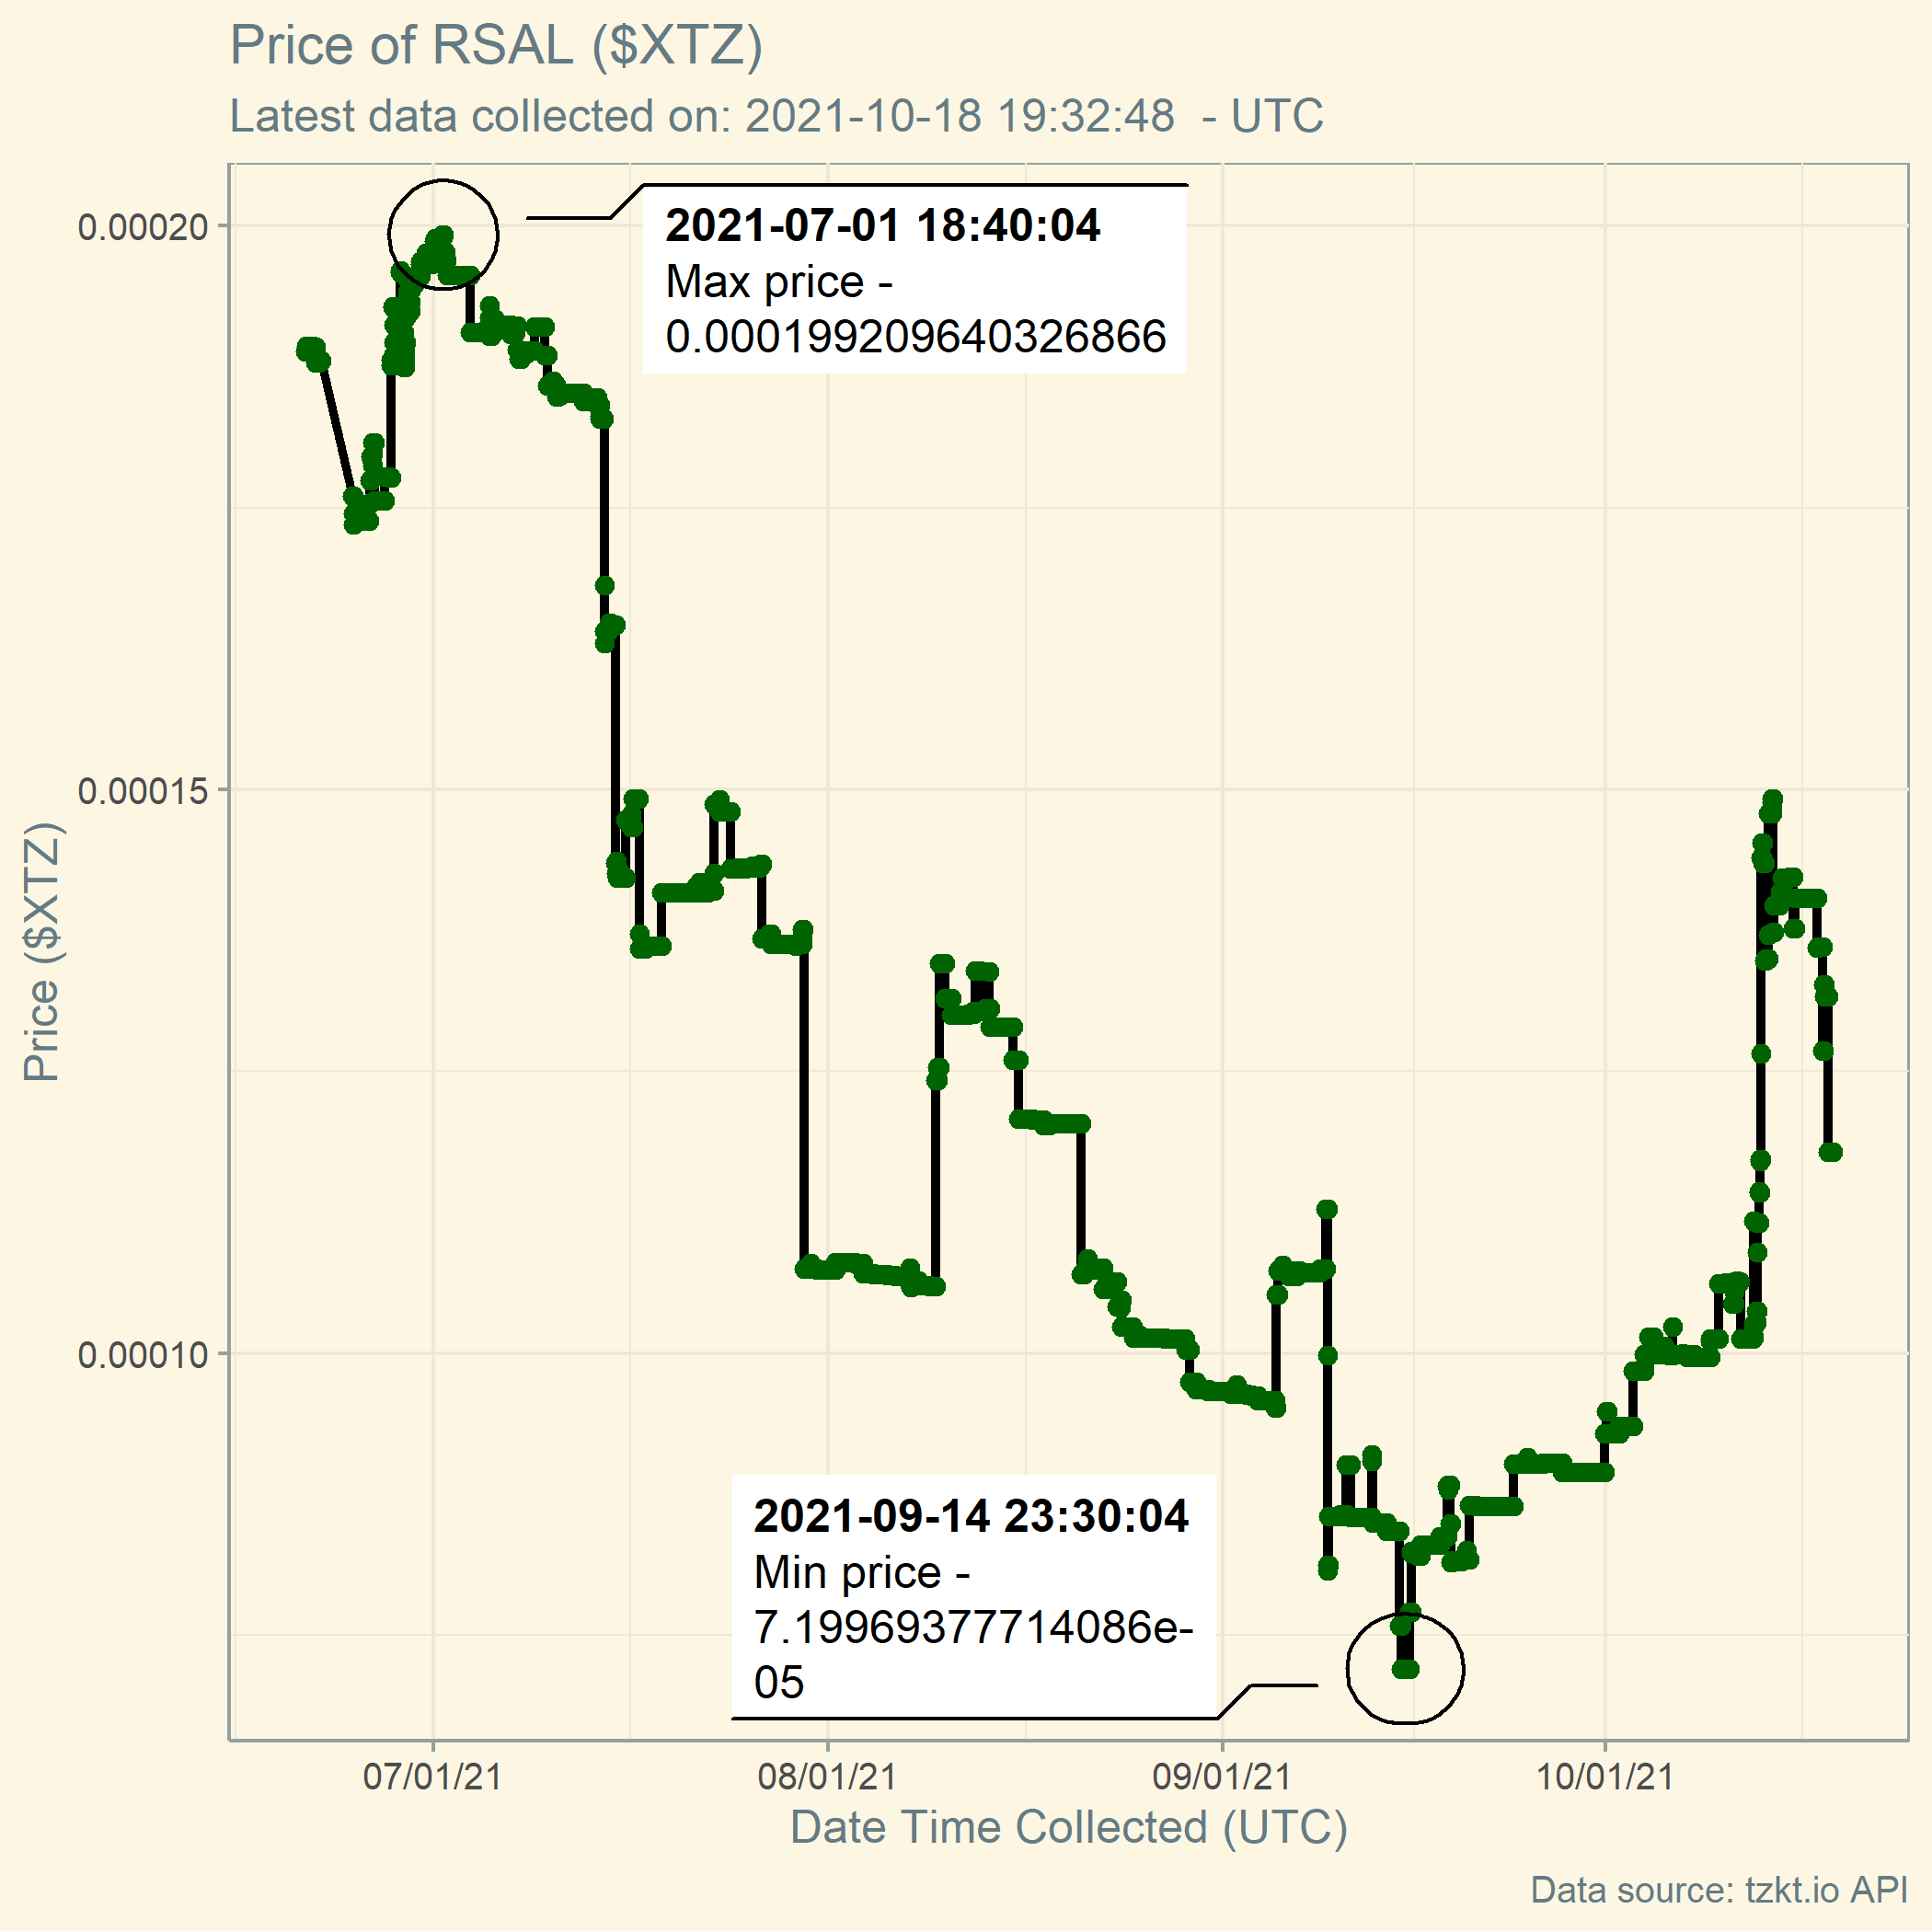 Price of RSAL ($XTZ)
Latest data collected on: 2021-10-18 19:32:48  - UTC
0.00020
2021-07-01 18:40:04
Max price -
0.000199209640326866
0.00015
Price ($XTZ)
0.00010
2021-09-14 23:30:04
Min price -
7.19969377714086e-
05
07/01/21
08/01/21
09/01/21
10/01/21
Date Time Collected (UTC)
Data source: tzkt.io API